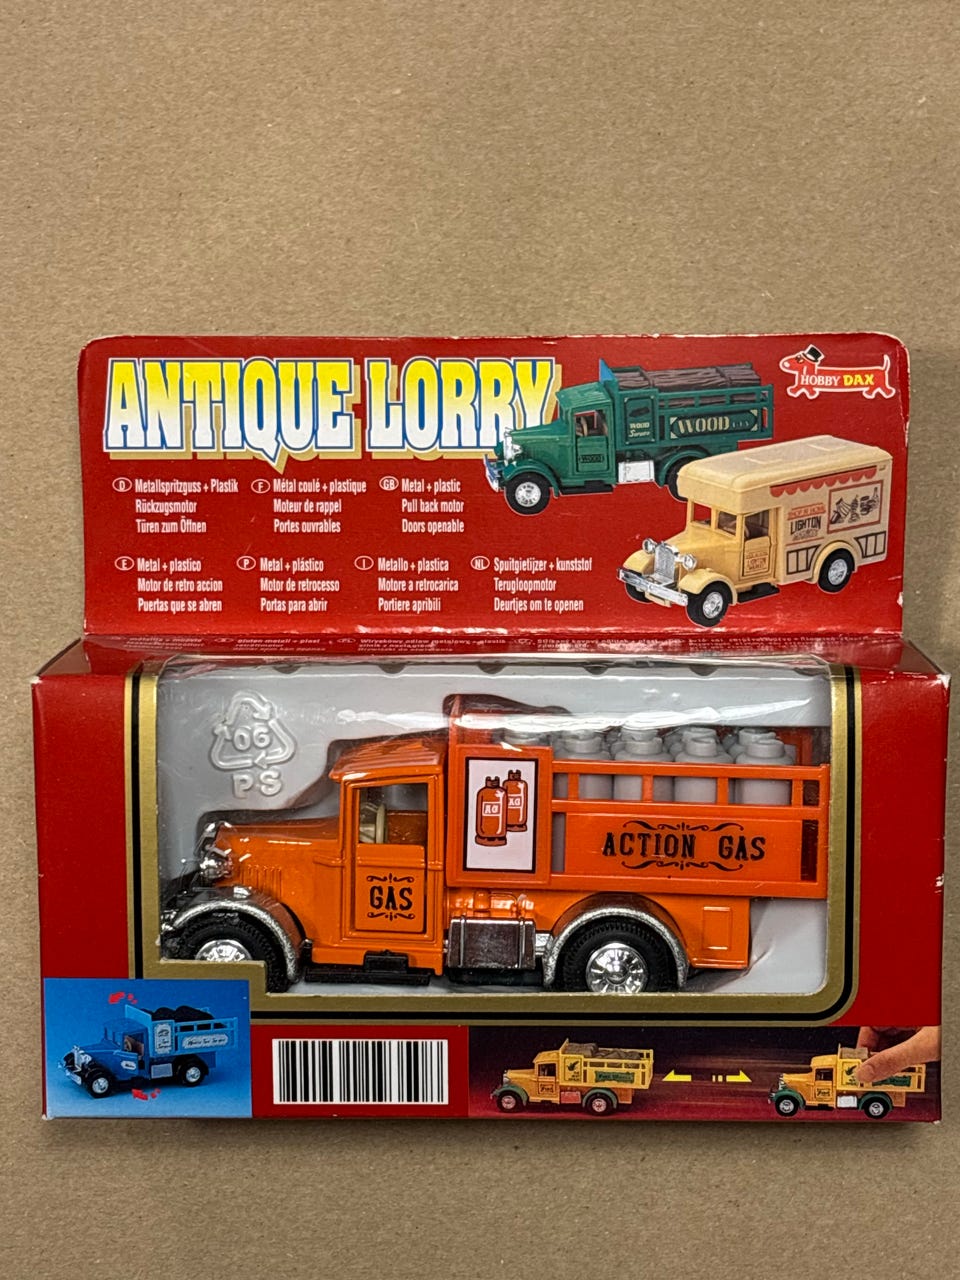 ANTIQUE LORRY
HOBBY DAX
WOOD
WOOD
Service
WOOD
LIGHTON
D Metallspritzguss + Plastik
Rückzugsmotor
Türen zum Öffnen
F Métal coulé + plastique
Moteur de rappel
Portes ouvrables
GB Metal + plastic
Pull back motor
Doors openable
E Metal + plastico
Motor de retro accion
Puertas que se abren
P Metal + plástico
Motor de retrocesso
Portas para abrir
I Metallo + plastica
Motore a retrocarica
Portiere apribili
NL Spuitgietijzer + kunststof
Terugloopmotor
Deurtjes om te openen
06
PS
AG
AG
ACTION GAS
GAS